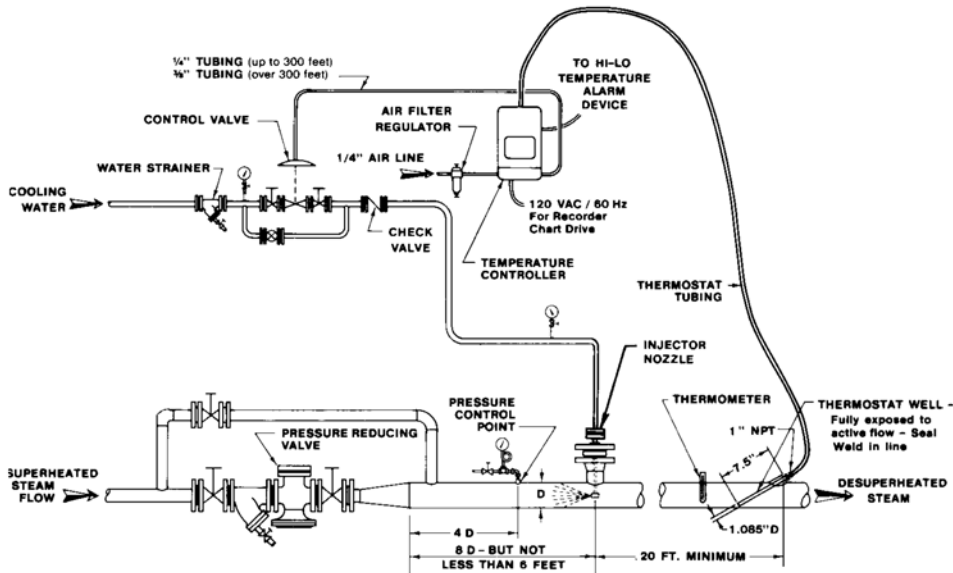 ¼" TUBING (up to 300 feet)
⅜" TUBING (over 300 feet)
TO HI-LO
TEMPERATURE
ALARM
DEVICE
AIR FILTER
REGULATOR
CONTROL VALVE
1/4" AIR LINE
WATER STRAINER
COOLING
WATER
120 VAC / 60 Hz
For Recorder
Chart Drive
CHECK
VALVE
TEMPERATURE
CONTROLLER
THERMOSTAT
TUBING
INJECTOR
NOZZLE
PRESSURE
CONTROL
POINT
THERMOMETER
THERMOSTAT WELL –
Fully exposed to
active flow – Seal
Weld in line
1" NPT
PRESSURE REDUCING
VALVE
7.5"
SUPERHEATED
STEAM
FLOW
D
DESUPERHEATED
STEAM
1.085"D
4 D
8 D – BUT NOT
LESS THAN 6 FEET
20 FT. MINIMUM